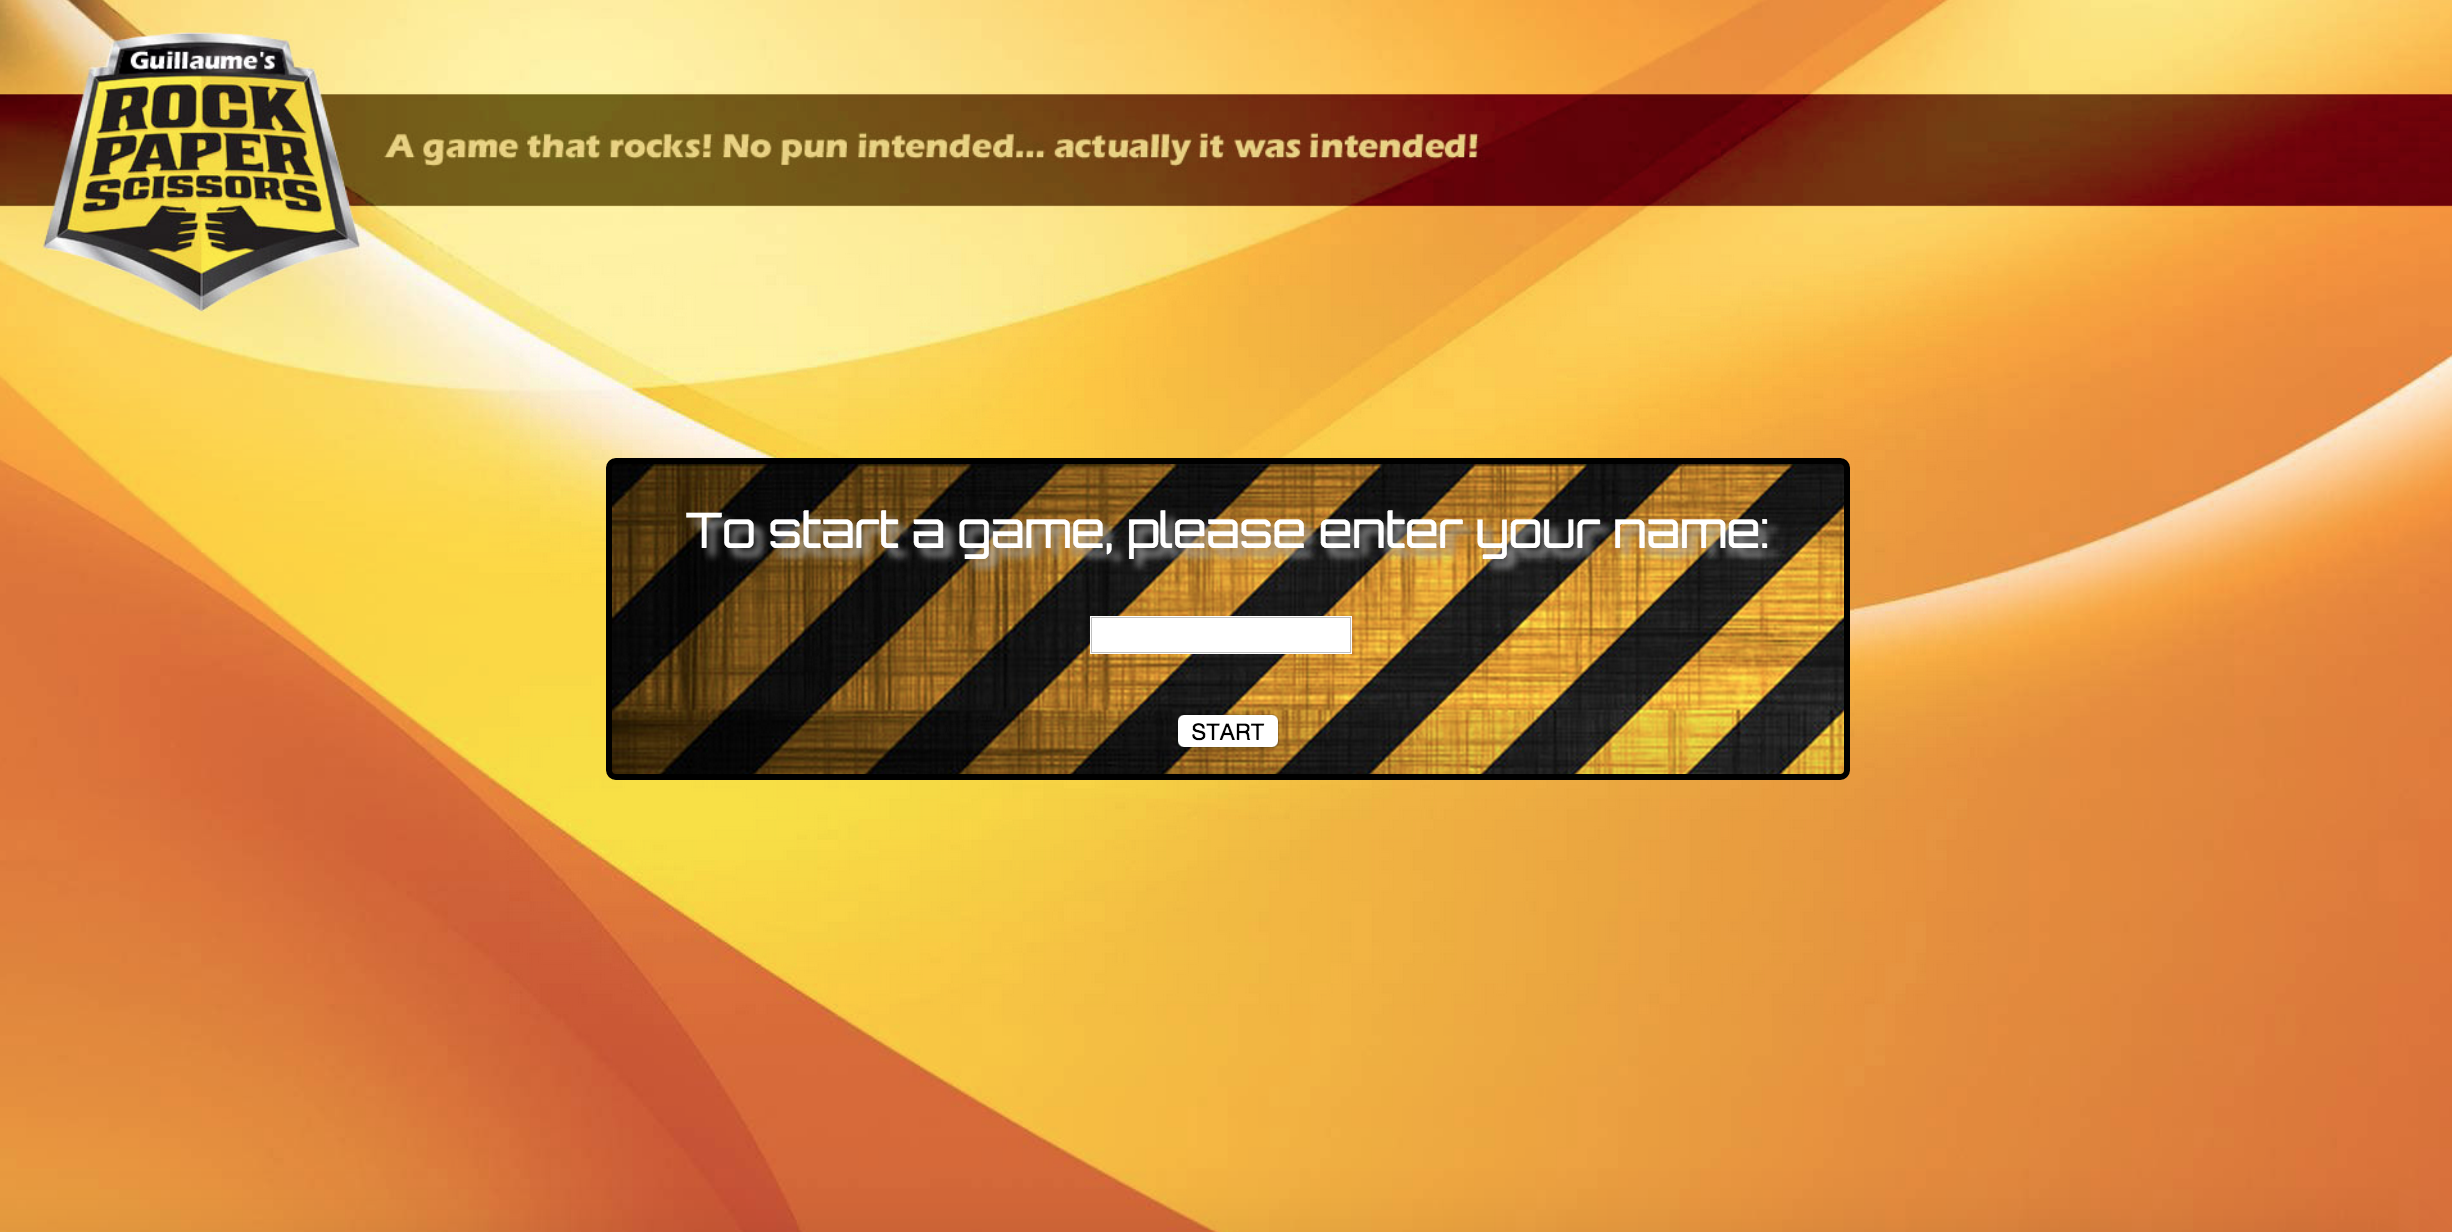 Guillaume's
ROCK
PAPER
SCISSORS
A game that rocks! No pun intended... actually it was intended!
To start a game, please enter your name:
START